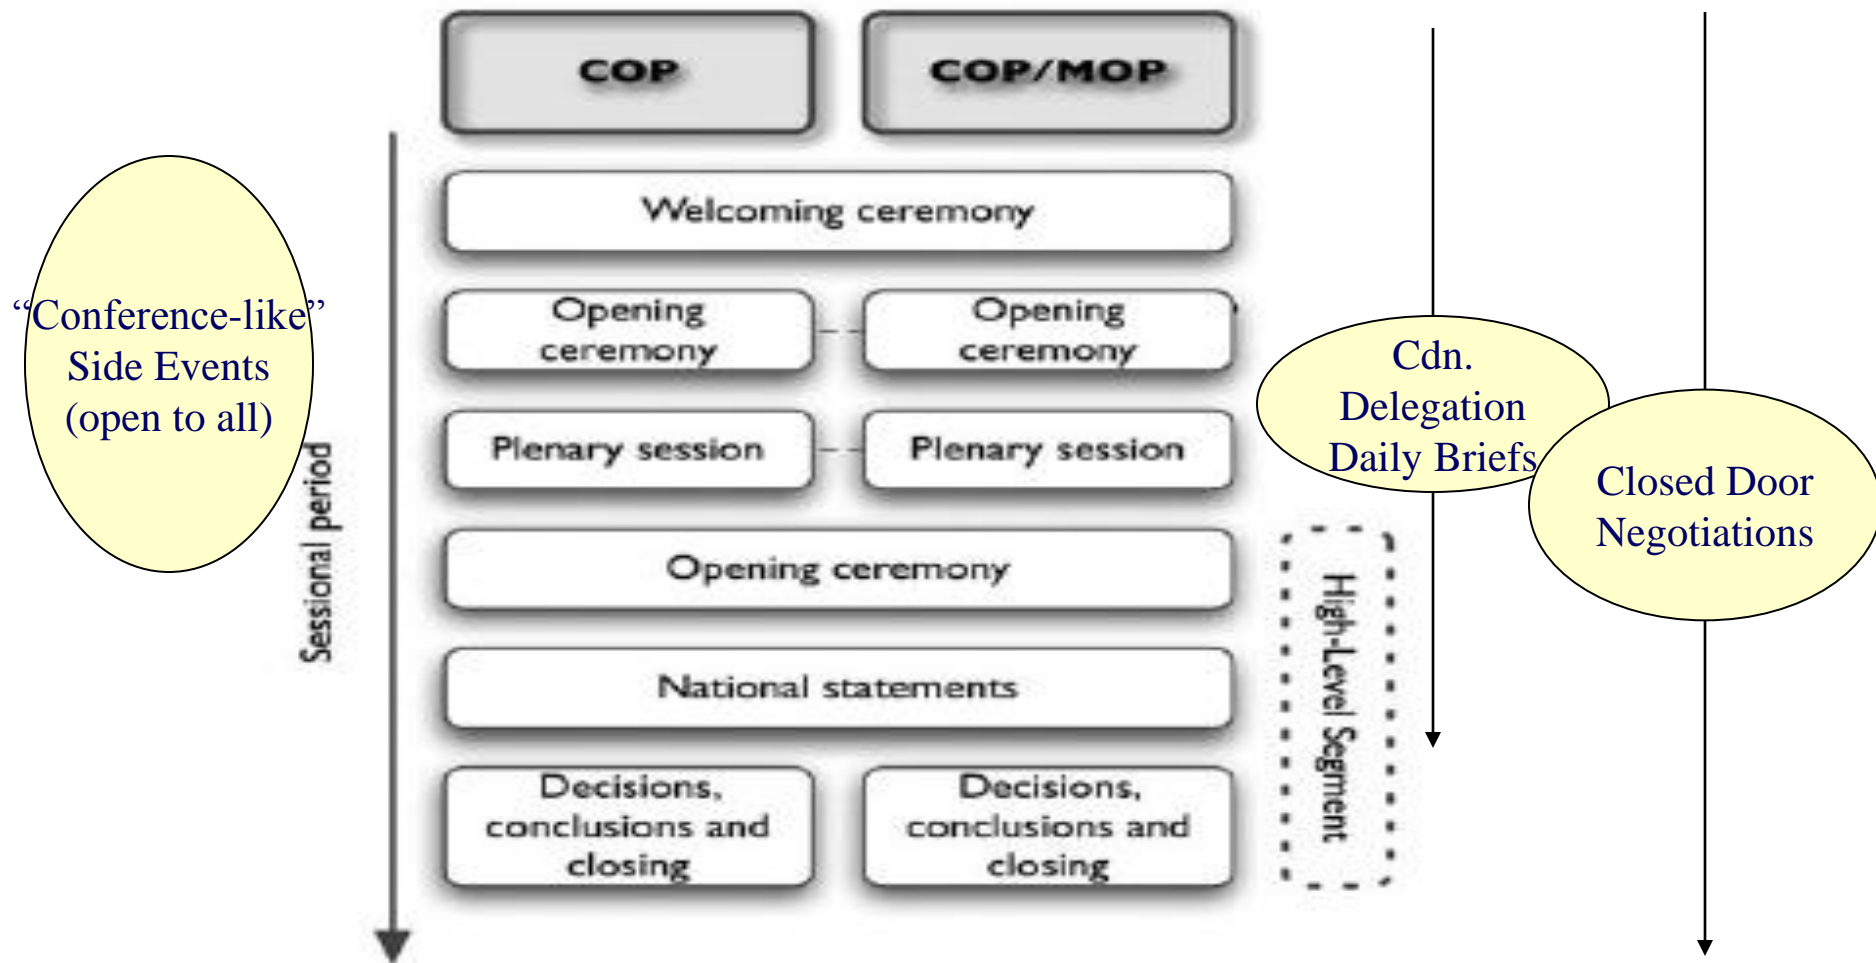 COP
COP/MOP
Welcoming ceremony
Opening
ceremony
Opening
ceremony
Plenary session
Plenary session
Opening ceremony
National statements
Decisions,
conclusions and
closing
Decisions,
conclusions and
closing
Sessional period
High-Level Segment
“Conference-like”
Side Events
(open to all)
Cdn.
Delegation
Daily Briefs
Closed Door
Negotiations